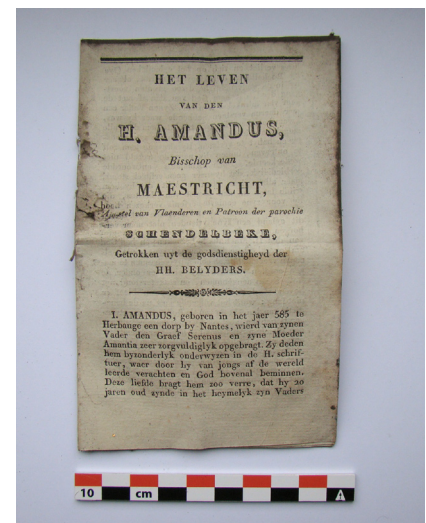 HET LEVEN
VAN DEN
H. AMANDUS,
Bisschop van
MAESTRICHT,
Apostel van Vlaenderen en Patroon der parochie
SCHENDELBEKE,
Getrokken uyt de godsdienstigheyd der
HH. BELYDERS.
I. AMANDUS, geboren in het jaer 585 te
Herbauge een dorp by Nantes, wierd van zynen
Vader den Graef Serenus en zyne Moeder
Amantia zeer zorgvuldiglyk opgebragt. Zy deden
hem byzonderlyk onderwyzen in de H. schrif-
tuer, waer door hy van jongs af de wereld
leerde verachten en God bovenal beminnen.
Deze liefde bragt hem zoo verre, dat hy 20
jaren oud zynde in het heymelyk zyn Vaders
10 cm A